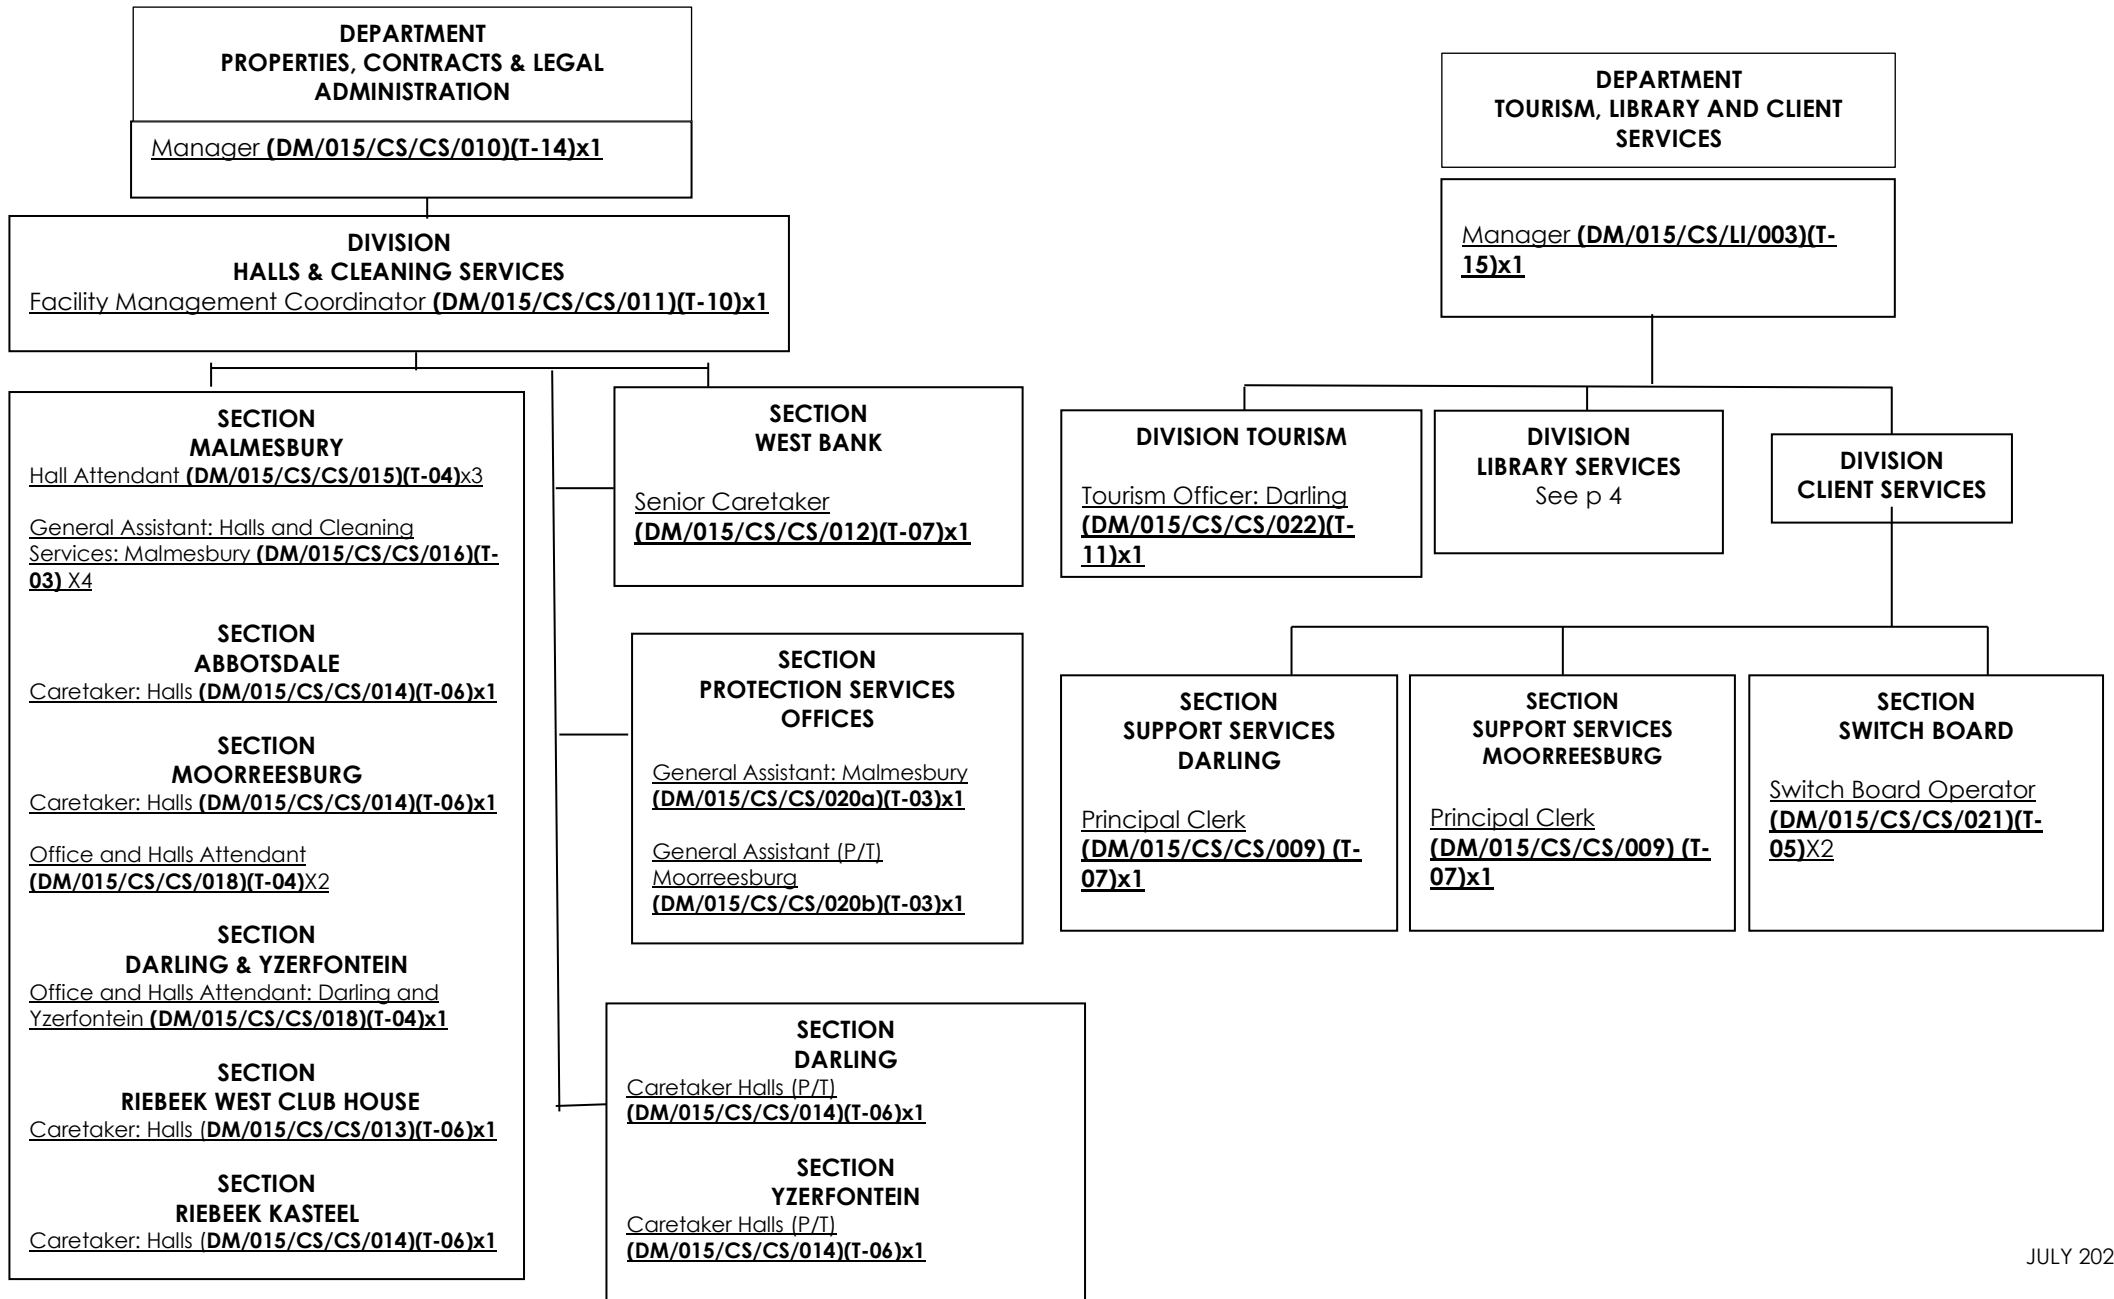 DEPARTMENT
PROPERTIES, CONTRACTS & LEGAL
ADMINISTRATION
Manager (DM/015/CS/CS/010)(T-14)x1
DIVISION
HALLS & CLEANING SERVICES
Facility Management Coordinator (DM/015/CS/CS/011)(T-10)x1
SECTION
MALMESBURY
Hall Attendant (DM/015/CS/CS/015)(T-04)x3
General Assistant: Halls and Cleaning
Services: Malmesbury (DM/015/CS/CS/016)(T-
03) X4
SECTION
ABBOTSDALE
Caretaker: Halls (DM/015/CS/CS/014)(T-06)x1
SECTION
MOORREESBURG
Caretaker: Halls (DM/015/CS/CS/014)(T-06)x1
Office and Halls Attendant
(DM/015/CS/CS/018)(T-04)X2
SECTION
DARLING & YZERFONTEIN
Office and Halls Attendant: Darling and
Yzerfontein (DM/015/CS/CS/018)(T-04)x1
SECTION
RIEBEEK WEST CLUB HOUSE
Caretaker: Halls (DM/015/CS/CS/013)(T-06)x1
SECTION
RIEBEEK KASTEEL
Caretaker: Halls (DM/015/CS/CS/014)(T-06)x1
SECTION
WEST BANK
Senior Caretaker
(DM/015/CS/CS/012)(T-07)x1
SECTION
PROTECTION SERVICES
OFFICES
General Assistant: Malmesbury
(DM/015/CS/CS/020a)(T-03)x1
General Assistant (P/T)
Moorreesburg
(DM/015/CS/CS/020b)(T-03)x1
SECTION
DARLING
Caretaker Halls (P/T)
(DM/015/CS/CS/014)(T-06)x1
SECTION
YZERFONTEIN
Caretaker Halls (P/T)
(DM/015/CS/CS/014)(T-06)x1
DEPARTMENT
TOURISM, LIBRARY AND CLIENT
SERVICES
Manager (DM/015/CS/LI/003)(T-
15)x1
DIVISION TOURISM
Tourism Officer: Darling
(DM/015/CS/CS/022)(T-
11)x1
DIVISION
LIBRARY SERVICES
See p 4
DIVISION
CLIENT SERVICES
SECTION
SUPPORT SERVICES
DARLING
Principal Clerk
(DM/015/CS/CS/009) (T-
07)x1
SECTION
SUPPORT SERVICES
MOORREESBURG
Principal Clerk
(DM/015/CS/CS/009) (T-
07)x1
SECTION
SWITCH BOARD
Switch Board Operator
(DM/015/CS/CS/021)(T-
05)X2
JULY 202